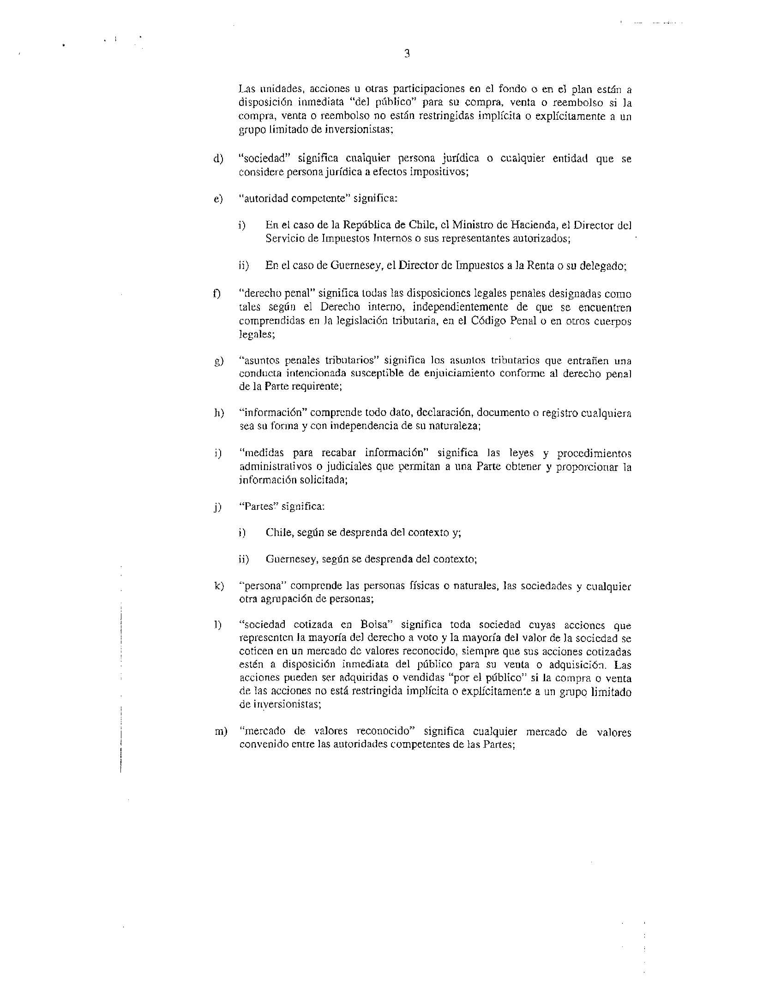 3
Las unidades, acciones u otras participaciones en el fondo o en el plan están a
disposición inmediata “del público” para su compra, venta o reembolso si la
compra, venta o reembolso no están restringidas implícita o explícitamente a un
grupo limitado de inversionistas;
d) “sociedad” significa cualquier persona jurídica o cualquier entidad que se
considere persona jurídica a efectos impositivos;
e) “autoridad competente” significa:
i) En el caso de la República de Chile, el Ministro de Hacienda, el Director del
Servicio de Impuestos Internos o sus representantes autorizados;
ii) En el caso de Guernesey, el Director de Impuestos a la Renta o su delegado;
f) “derecho penal” significa todas las disposiciones legales penales designadas como
tales según el Derecho interno, independientemente de que se encuentren
comprendidas en la legislación tributaria, en el Código Penal o en otros cuerpos
legales;
g) “asuntos penales tributarios” significa los asuntos tributarios que entrañen una
conducta intencionada susceptible de enjuiciamiento conforme al derecho penal
de la Parte requirente;
h) “información” comprende todo dato, declaración, documento o registro cualquiera
sea su forma y con independencia de su naturaleza;
i) “medidas para recabar información” significa las leyes y procedimientos
administrativos o judiciales que permitan a una Parte obtener y proporcionar la
información solicitada;
j) “Partes” significa:
i) Chile, según se desprenda del contexto y;
ii) Guernesey, según se desprenda del contexto;
k) “persona” comprende las personas físicas o naturales, las sociedades y cualquier
otra agrupación de personas;
l) “sociedad cotizada en Bolsa” significa toda sociedad cuyas acciones que
representen la mayoría del derecho a voto y la mayoría del valor de la sociedad se
coticen en un mercado de valores reconocido, siempre que sus acciones cotizadas
estén a disposición inmediata del público para su venta o adquisición. Las
acciones pueden ser adquiridas o vendidas “por el público” si la compra o venta
de las acciones no está restringida implícita o explícitamente a un grupo limitado
de inversionistas;
m) “mercado de valores reconocido” significa cualquier mercado de valores
convenido entre las autoridades competentes de las Partes;